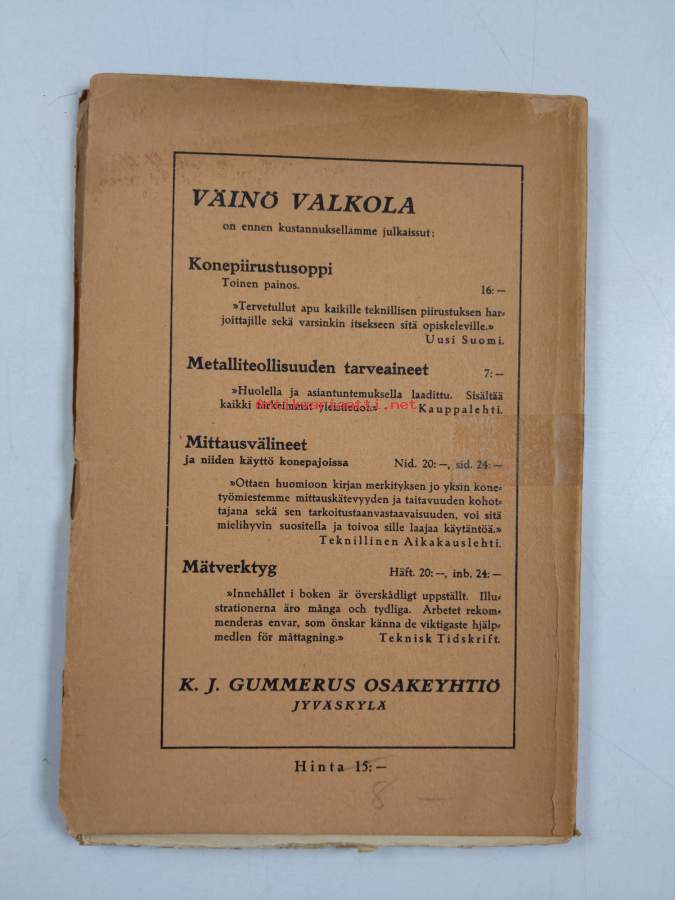 VÄINÖ VALKOLA
on ennen kustannuksellamme julkaissut:
Konepiirustusoppi
Toinen painos. 16:—
»Tervetullut apu kaikille teknillisen piirustuksen har-
joittajille sekä varsinkin itsekseen sitä opiskeleville.»
Uusi Suomi.
Metalliteollisuuden tarveaineet 7:—
»Huolella ja asiantuntemuksella laadittu. Sisältää
kaikki tärkeimmät yleistiedot.» Kauppalehti.
Antikvariaatti.net
Mittausvälineet
ja niiden käyttö konepajoissa Nid. 20:—, sid. 24:—
»Ottaen huomioon kirjan merkityksen jo yksin kone-
työmiestemme mittauskätevyyden ja taitavuuden kohot-
tajana sekä sen tarkoitustaanvastaavaisuuden, voi sitä
mielihyvin suositella ja toivoa sille laajaa käytäntöä.»
Teknillinen Aikakauslehti.
Mätverktyg Häft. 20:—, inb. 24:—
»Innehållet i boken är överskådligt uppställt. Illu-
strationerna äro många och tydliga. Arbetet rekom-
menderas envar, som önskar känna de viktigaste hjälp-
medlen för måttagning.» Teknisk Tidskrift.
K. J. GUMMERUS OSAKEYHTIÖ
JYVÄSKYLÄ
Hinta 15:—
8 —